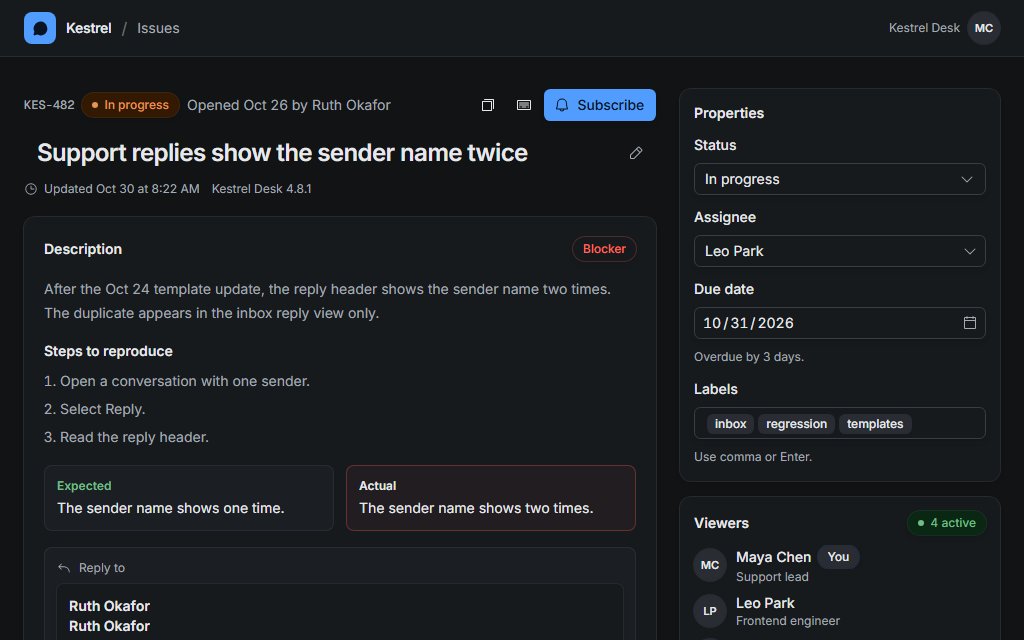 Kestrel / Issues
Kestrel Desk MC
KES-482 In progress Opened Oct 26 by Ruth Okafor
Subscribe
Support replies show the sender name twice
Updated Oct 30 at 8:22 AM Kestrel Desk 4.8.1
Description
Blocker
After the Oct 24 template update, the reply header shows the sender name two times.
The duplicate appears in the inbox reply view only.
Steps to reproduce
1. Open a conversation with one sender.
2. Select Reply.
3. Read the reply header.
Expected
The sender name shows one time.
Actual
The sender name shows two times.
Reply to
Ruth Okafor
Ruth Okafor
Properties
Status
In progress
Assignee
Leo Park
Due date
10/31/2026
Overdue by 3 days.
Labels
inbox regression templates
Use comma or Enter.
Viewers
4 active
MC Maya Chen You
Support lead
LP Leo Park
Frontend engineer